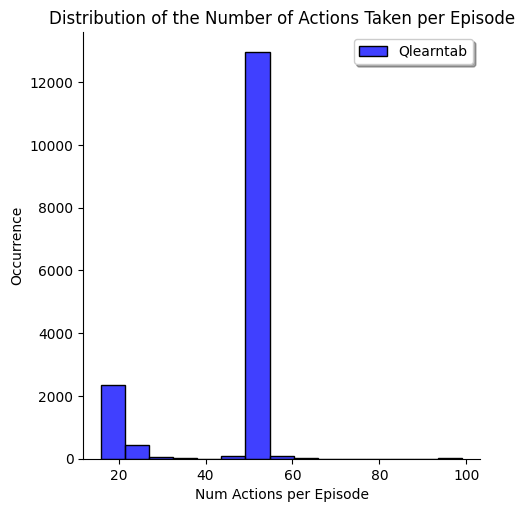 Distribution of the Number of Actions Taken per Episode
Qlearntab
12000
10000
8000
6000
4000
2000
0
Occurrence
20 40 60 80 100
Num Actions per Episode